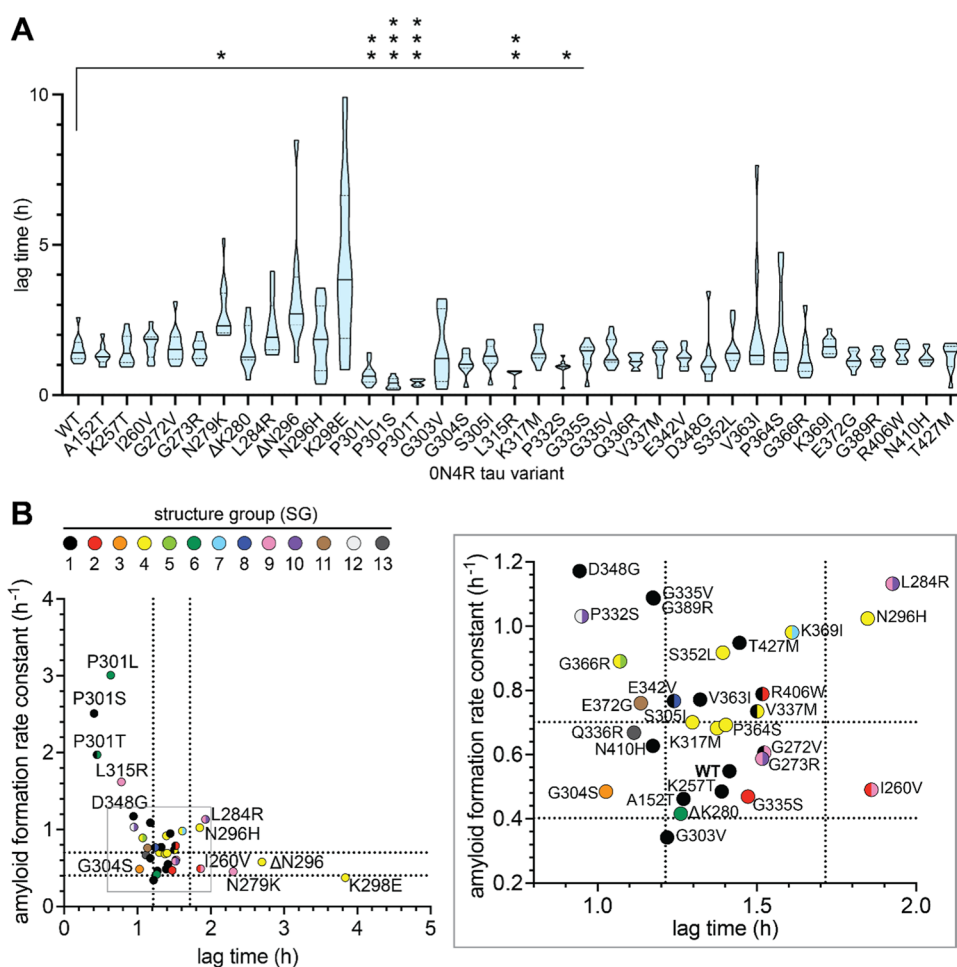 A
*
* *
* * *
* * *
* *
*
10
5
0
lag time (h)
WT
A152T
K257T
I260V
G272V
G273R
N279K
ΔK280
L284R
ΔN296
N296H
K298E
P301L
P301S
P301T
G303V
G304S
S305I
L315R
K317M
P332S
G335S
G335V
Q336R
V337M
E342V
D348G
S352L
V363I
P364S
G366R
K369I
E372G
G389R
R406W
N410H
T427M
0N4R tau variant
B
structure group (SG)
1 2 3 4 5 6 7 8 9 10 11 12 13
amyloid formation rate constant (h-1)
4
3
2
1
0
P301L
P301S
P301T
L315R
D348G
L284R
N296H
G304S
I260V
ΔN296
N279K
K298E
0 1 2 3 4 5
lag time (h)
amyloid formation rate constant (h-1)
1.2
1.0
0.8
0.6
0.4
0.2
D348G
G335V
G389R
L284R
P332S
N296H
K369I
T427M
S352L
G366R
E342V
V363I
R406W
E372G
V337M
S305I
P364S
Q336R
K317M
N410H
G272V
G273R
WT
K257T
I260V
G304S
A152T
G335S
ΔK280
G303V
1.0 1.5 2.0
lag time (h)